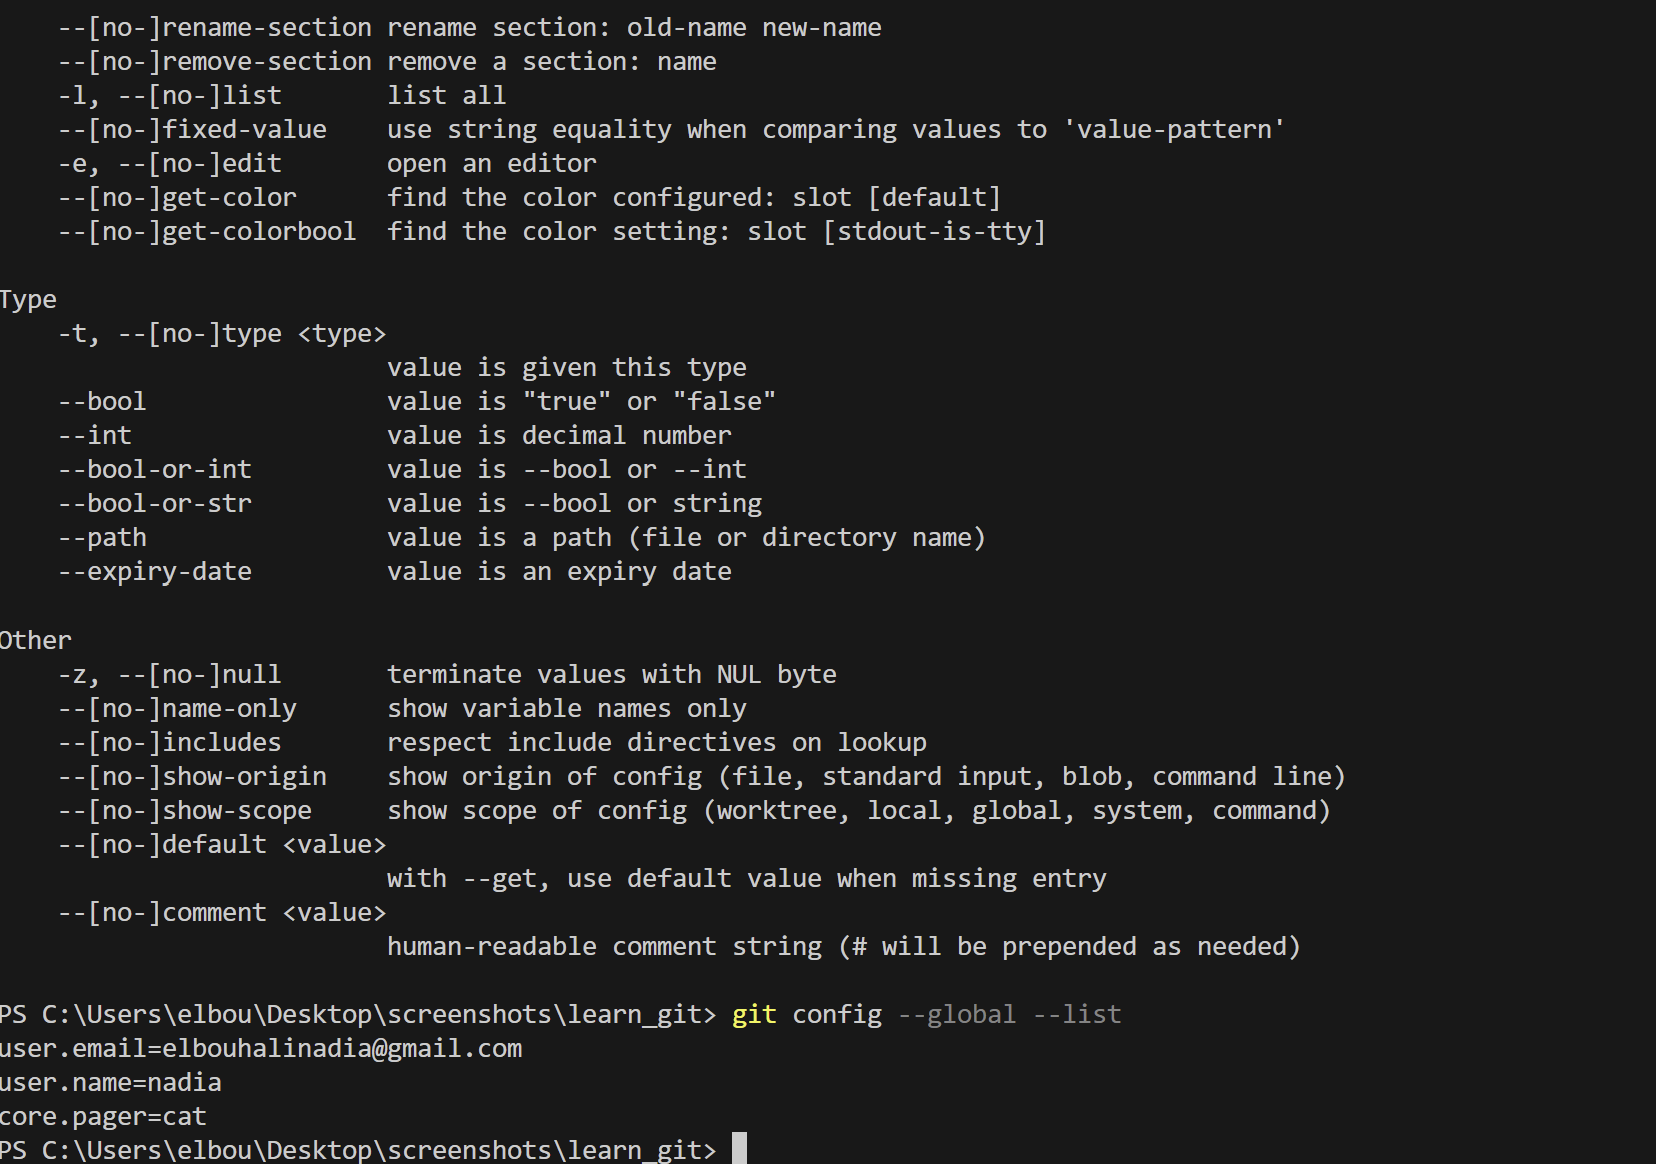 --[no-]rename-section rename section: old-name new-name
--[no-]remove-section remove a section: name
-l, --[no-]list       list all
--[no-]fixed-value    use string equality when comparing values to 'value-pattern'
-e, --[no-]edit       open an editor
--[no-]get-color      find the color configured: slot [default]
--[no-]get-colorbool  find the color setting: slot [stdout-is-tty]
Type
-t, --[no-]type <type>
value is given this type
--bool                value is "true" or "false"
--int                 value is decimal number
--bool-or-int         value is --bool or --int
--bool-or-str         value is --bool or string
--path                value is a path (file or directory name)
--expiry-date         value is an expiry date
Other
-z, --[no-]null       terminate values with NUL byte
--[no-]name-only      show variable names only
--[no-]includes       respect include directives on lookup
--[no-]show-origin    show origin of config (file, standard input, blob, command line)
--[no-]show-scope     show scope of config (worktree, local, global, system, command)
--[no-]default <value>
with --get, use default value when missing entry
--[no-]comment <value>
human-readable comment string (# will be prepended as needed)
PS C:\Users\elbou\Desktop\screenshots\learn_git> git config --global --list
user.email=elbouhalinadia@gmail.com
user.name=nadia
core.pager=cat
PS C:\Users\elbou\Desktop\screenshots\learn_git>